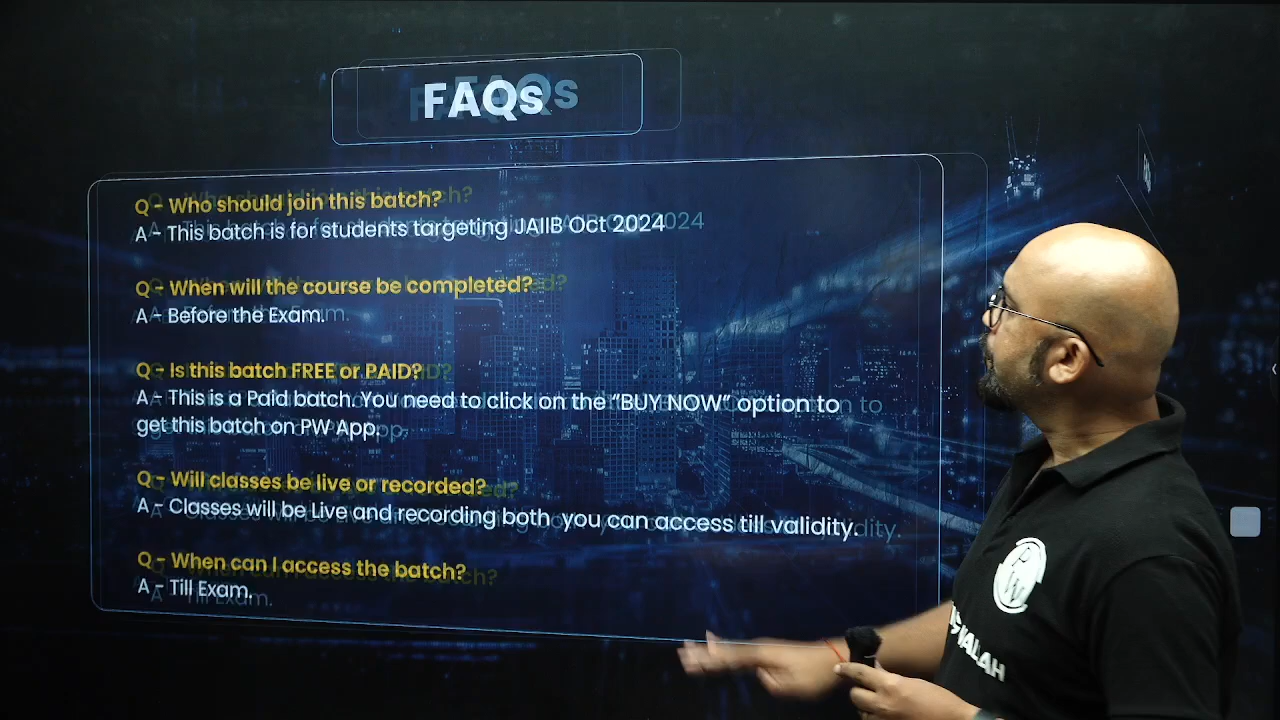 FAQs
Q - Who should join this batch?
A - This batch is for students targeting JAIIB Oct 2024
Q - When will the course be completed?
A - Before the Exam.
Q - Is this batch FREE or PAID?
A - This is a Paid batch. You need to click on the “BUY NOW” option to
get this batch on PW App.
Q - Will classes be live or recorded?
A - Classes will be Live and recording both you can access till validity.
Q - When can I access the batch?
A - Till Exam.
PW
WALLAH